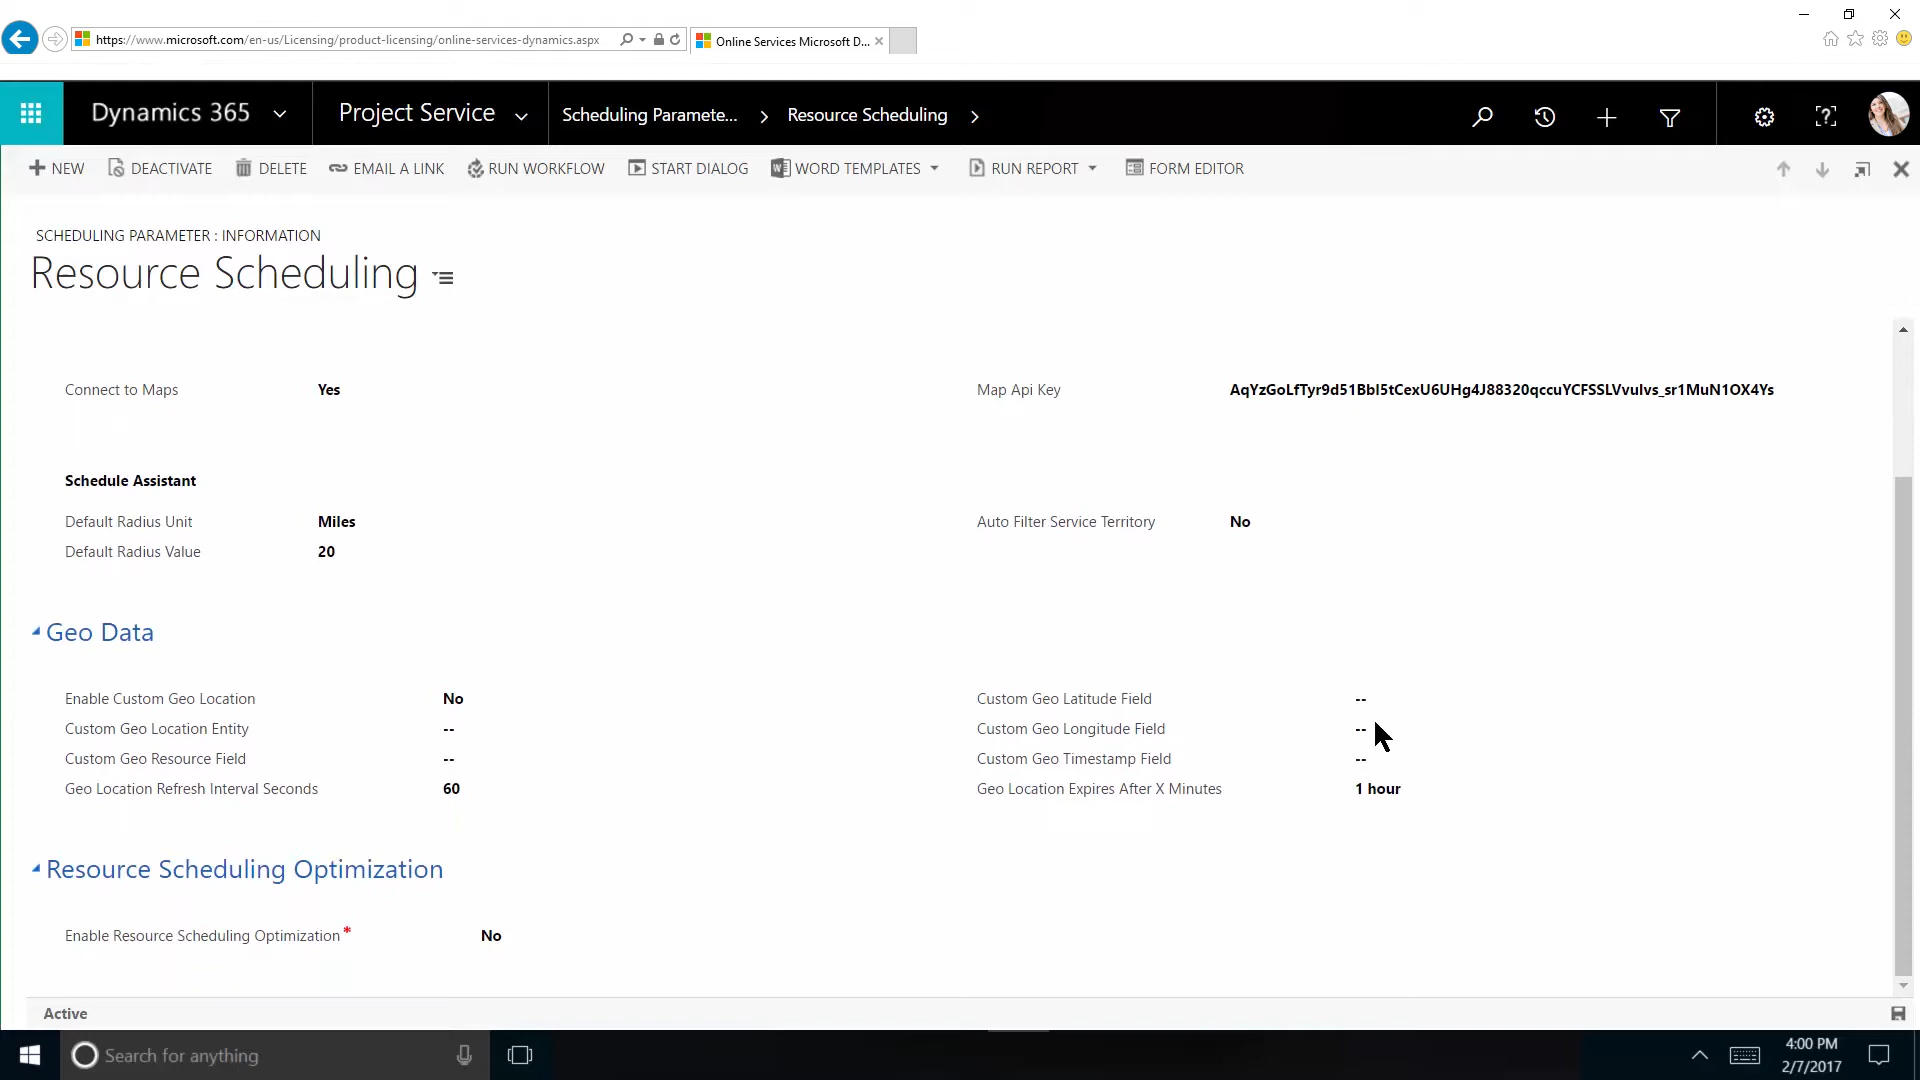 https://www.microsoft.com/en-us/Licensing/product-licensing/online-services-dynamics.aspx
Online Services Microsoft D...
Dynamics 365
Project Service
Scheduling Paramete...
Resource Scheduling
NEW
DEACTIVATE
DELETE
EMAIL A LINK
RUN WORKFLOW
START DIALOG
WORD TEMPLATES
RUN REPORT
FORM EDITOR
SCHEDULING PARAMETER : INFORMATION
Resource Scheduling
Connect to Maps Yes
Map Api Key AqYzGoLfTyr9d51BbI5tCexU6UHg4J88320qccuYCFSSLVvuIvs_sr1MuN1OX4Ys
Schedule Assistant
Default Radius Unit Miles
Auto Filter Service Territory No
Default Radius Value 20
Geo Data
Enable Custom Geo Location No
Custom Geo Latitude Field --
Custom Geo Location Entity --
Custom Geo Longitude Field --
Custom Geo Resource Field --
Custom Geo Timestamp Field --
Geo Location Refresh Interval Seconds 60
Geo Location Expires After X Minutes 1 hour
Resource Scheduling Optimization
Enable Resource Scheduling Optimization* No
Active
Search for anything
4:00 PM
2/7/2017